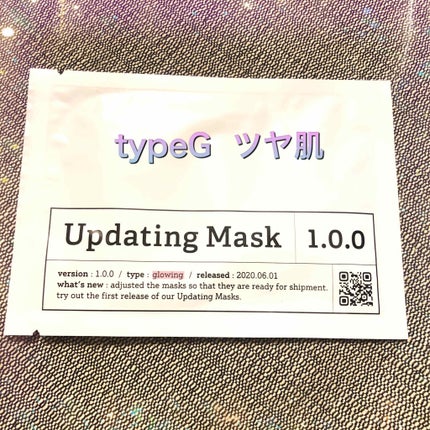 typeG ツヤ肌
Updating Mask 1.0.0
version : 1.0.0 / type : glowing / released : 2020.06.01
what's new : adjusted the masks so that they are ready for shipment.
try out the first release of our Updating Masks.